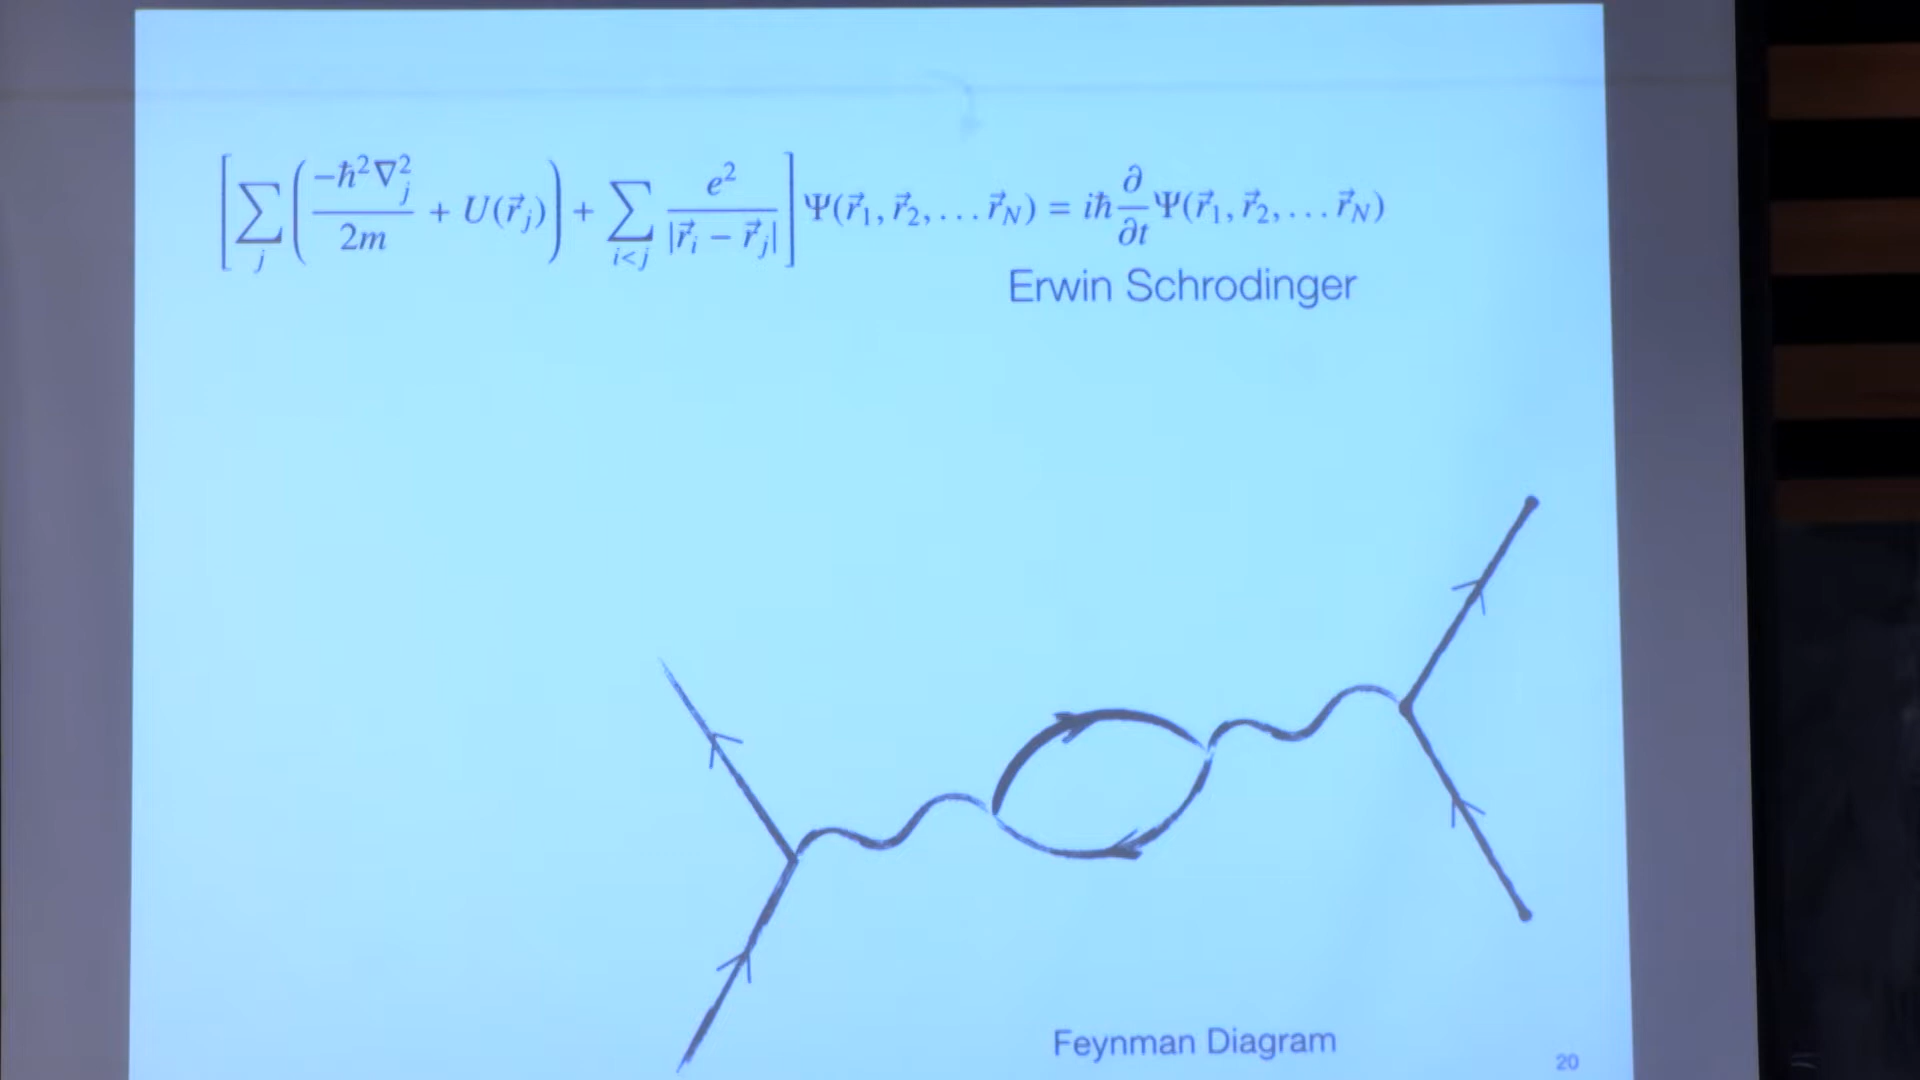 [∑_j (−ħ²∇²_j / 2m + U(r⃗_j)) + ∑_{i<j} e² / |r⃗_i − r⃗_j|] Ψ(r⃗_1, r⃗_2, … r⃗_N) = iħ ∂/∂t Ψ(r⃗_1, r⃗_2, … r⃗_N)
Erwin Schrodinger
Feynman Diagram
20